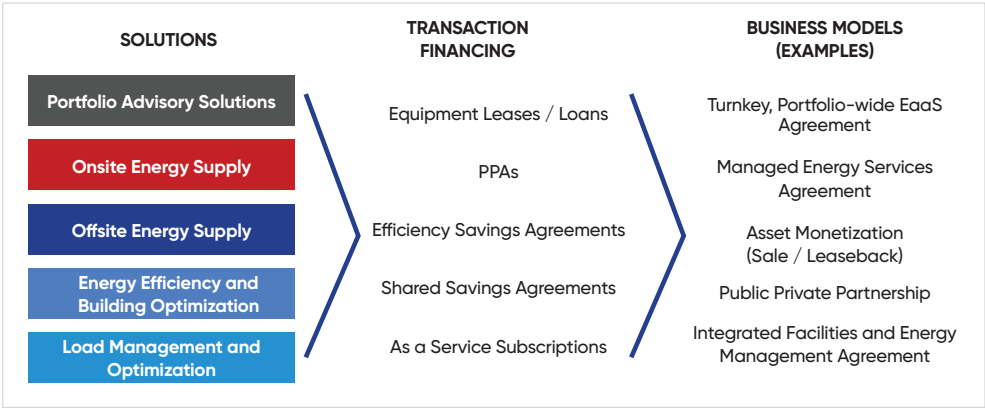 SOLUTIONS
Portfolio Advisory Solutions
Onsite Energy Supply
Offsite Energy Supply
Energy Efficiency and
Building Optimization
Load Management and
Optimization
TRANSACTION
FINANCING
Equipment Leases / Loans
PPAs
Efficiency Savings Agreements
Shared Savings Agreements
As a Service Subscriptions
BUSINESS MODELS
(EXAMPLES)
Turnkey, Portfolio-wide EaaS
Agreement
Managed Energy Services
Agreement
Asset Monetization
(Sale / Leaseback)
Public Private Partnership
Integrated Facilities and Energy
Management Agreement